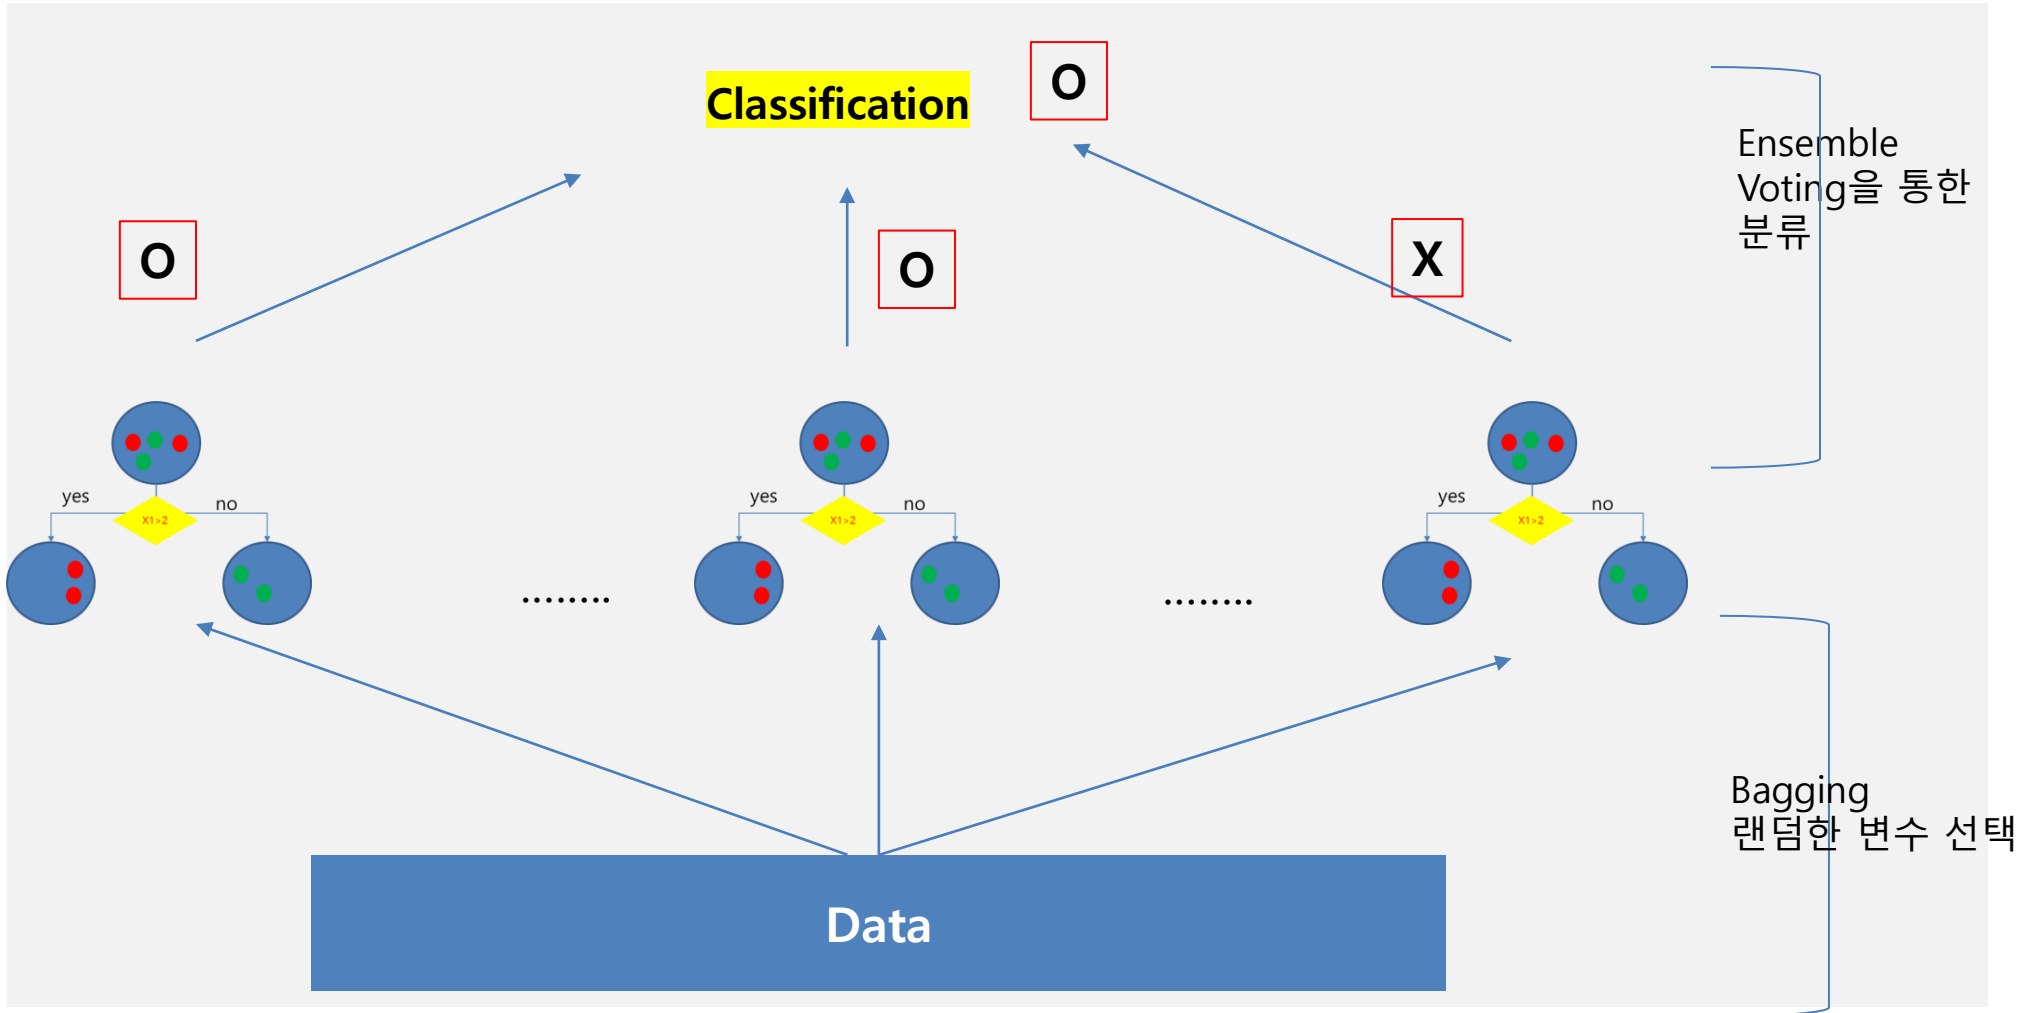 O
Classification
Ensemble
Voting을 통한
분류
O
O
X
yes
no
X1>2
yes
no
X1>2
yes
no
X1>2
........
........
Bagging
랜덤한 변수 선택
Data